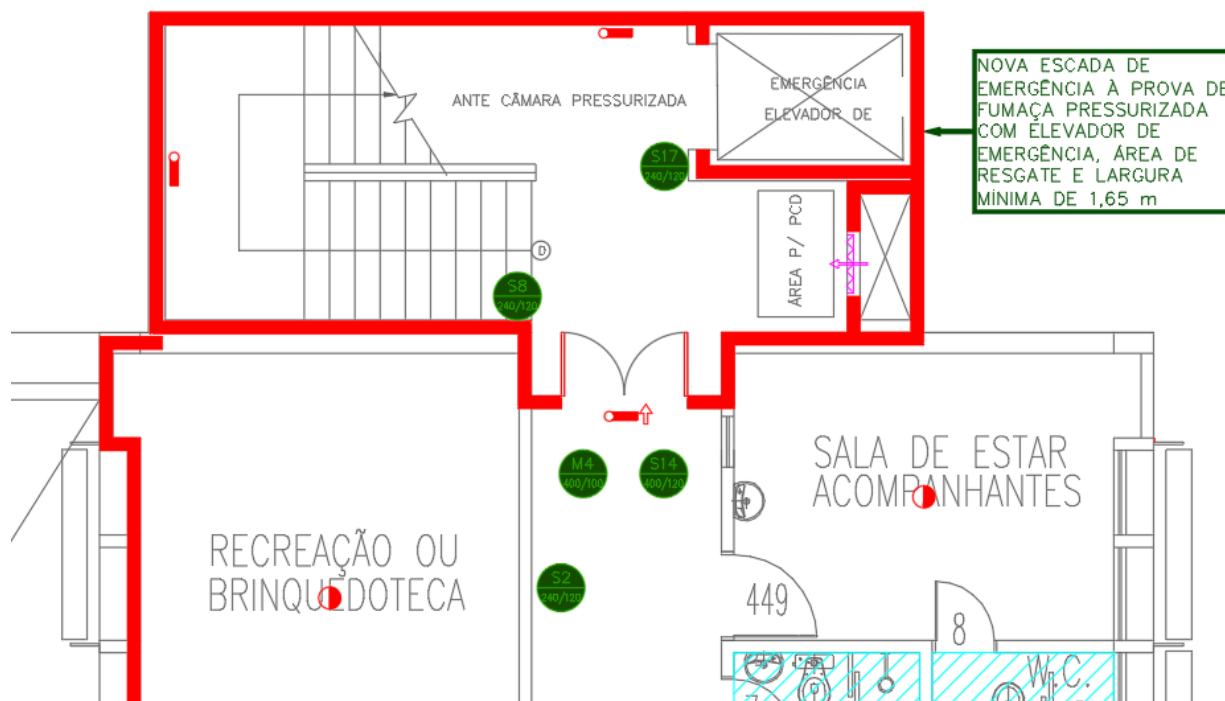 EMERGÊNCIA
ELEVADOR DE
ANTE CÂMARA PRESSURIZADA
NOVA ESCADA DE
EMERGÊNCIA À PROVA DE
FUMAÇA PRESSURIZADA
COM ELEVADOR DE
EMERGÊNCIA, ÁREA DE
RESGATE E LARGURA
MÍNIMA DE 1,65 m
S17
240/120
ÁREA P/ PCD
D
S8
240/120
M4
400/100
S14
400/120
SALA DE ESTAR
ACOMPANHANTES
RECREAÇÃO OU
BRINQUEDOTECA
S2
240/120
449
8
W.C.